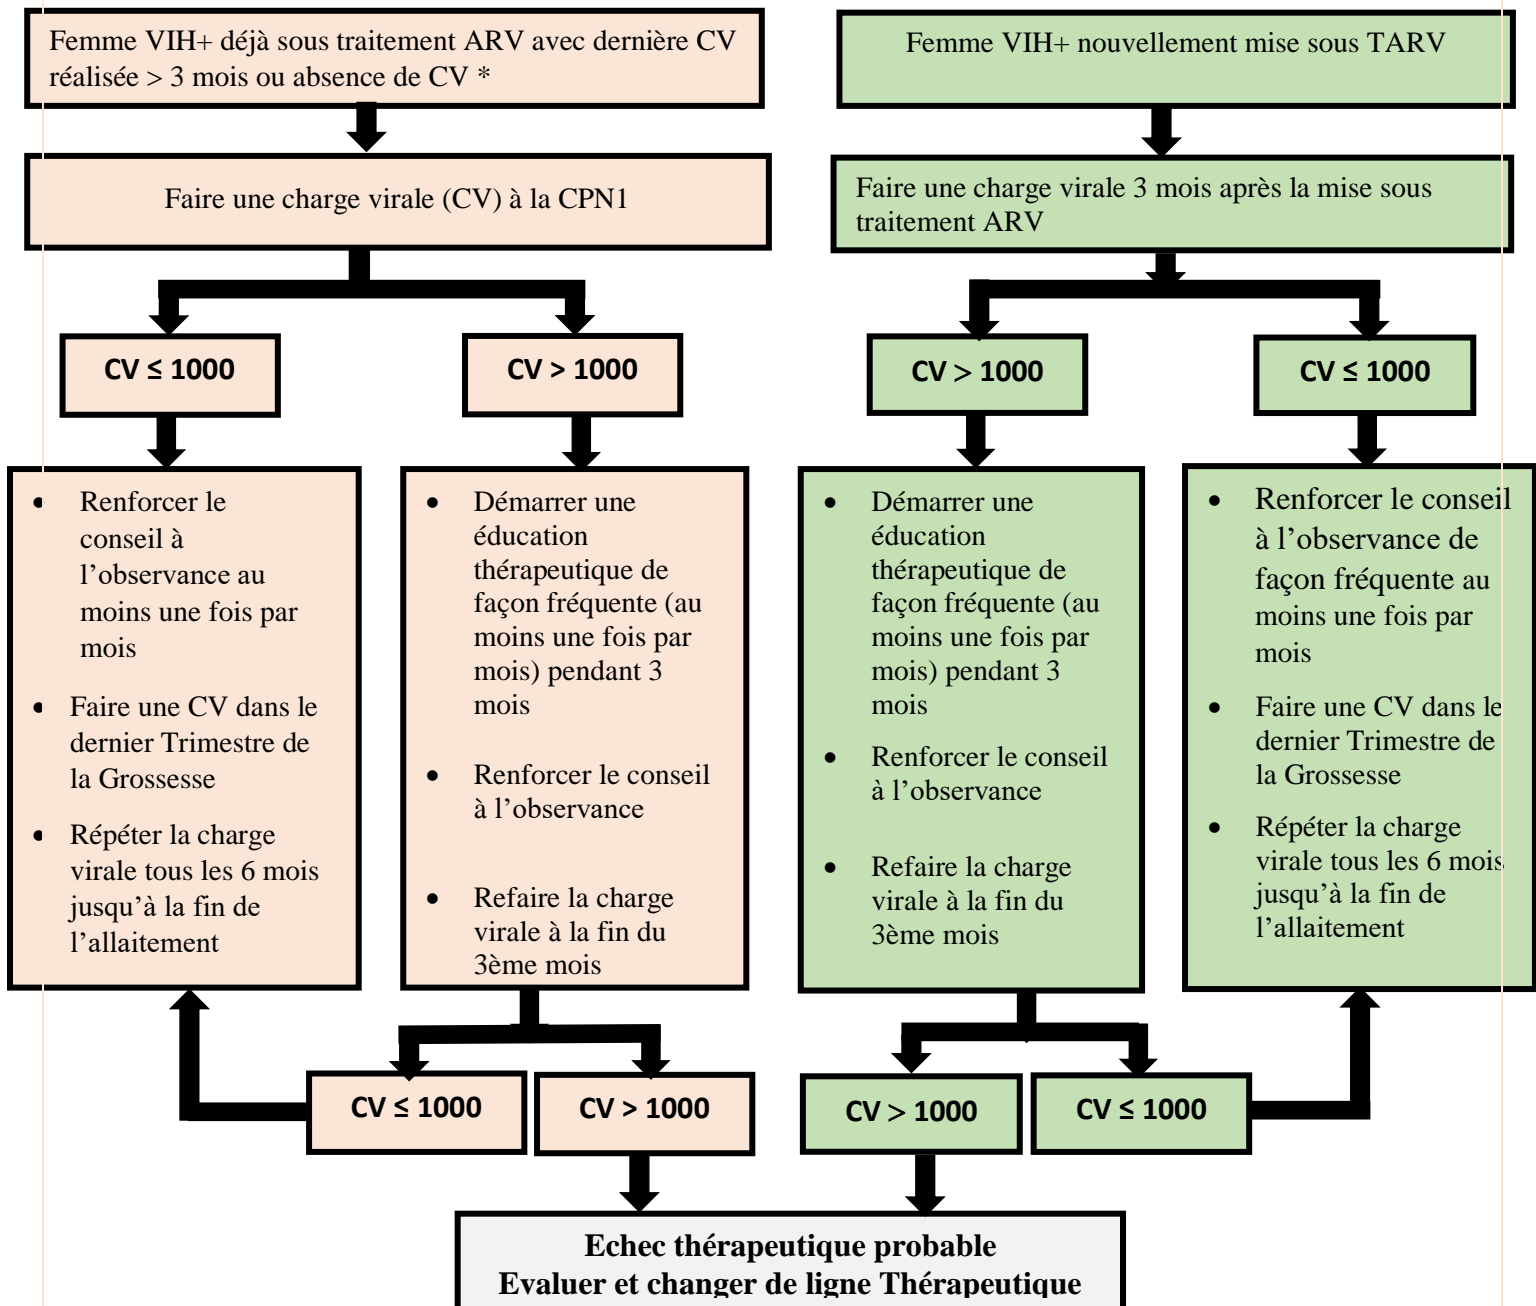 Femme VIH+ déjà sous traitement ARV avec dernière CV
réalisée > 3 mois ou absence de CV *
Femme VIH+ nouvellement mise sous TARV
Faire une charge virale (CV) à la CPN1
Faire une charge virale 3 mois après la mise sous
traitement ARV
CV ≤ 1000
CV > 1000
CV > 1000
CV ≤ 1000
• Renforcer le
conseil à
l’observance au
moins une fois par
mois
• Faire une CV dans le
dernier Trimestre de
la Grossesse
• Répéter la charge
virale tous les 6 mois
jusqu’à la fin de
l’allaitement
• Démarrer une
éducation
thérapeutique de
façon fréquente (au
moins une fois par
mois) pendant 3
mois
• Renforcer le conseil
à l’observance
• Refaire la charge
virale à la fin du
3ème mois
• Démarrer une
éducation
thérapeutique de
façon fréquente (au
moins une fois par
mois) pendant 3
mois
• Renforcer le conseil
à l’observance
• Refaire la charge
virale à la fin du
3ème mois
• Renforcer le conseil
à l’observance de
façon fréquente au
moins une fois par
mois
• Faire une CV dans le
dernier Trimestre de
la Grossesse
• Répéter la charge
virale tous les 6 mois
jusqu’à la fin de
l’allaitement
CV ≤ 1000
CV > 1000
CV > 1000
CV ≤ 1000
Echec thérapeutique probable
Evaluer et changer de ligne Thérapeutique